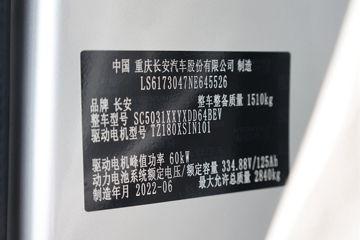 中国 重庆长安汽车股份有限公司 制造
LS6173047NE645526
品牌 长安 整车整备质量 1510kg
整车型号 SC5031XXYXDD64BEV
驱动电机型号 TZ180XSIN101
驱动电机峰值功率 60kW
动力电池系统额定电压/额定容量 334.88V/125Ah
制造年月 2022-06 最大允许总质量 2840kg